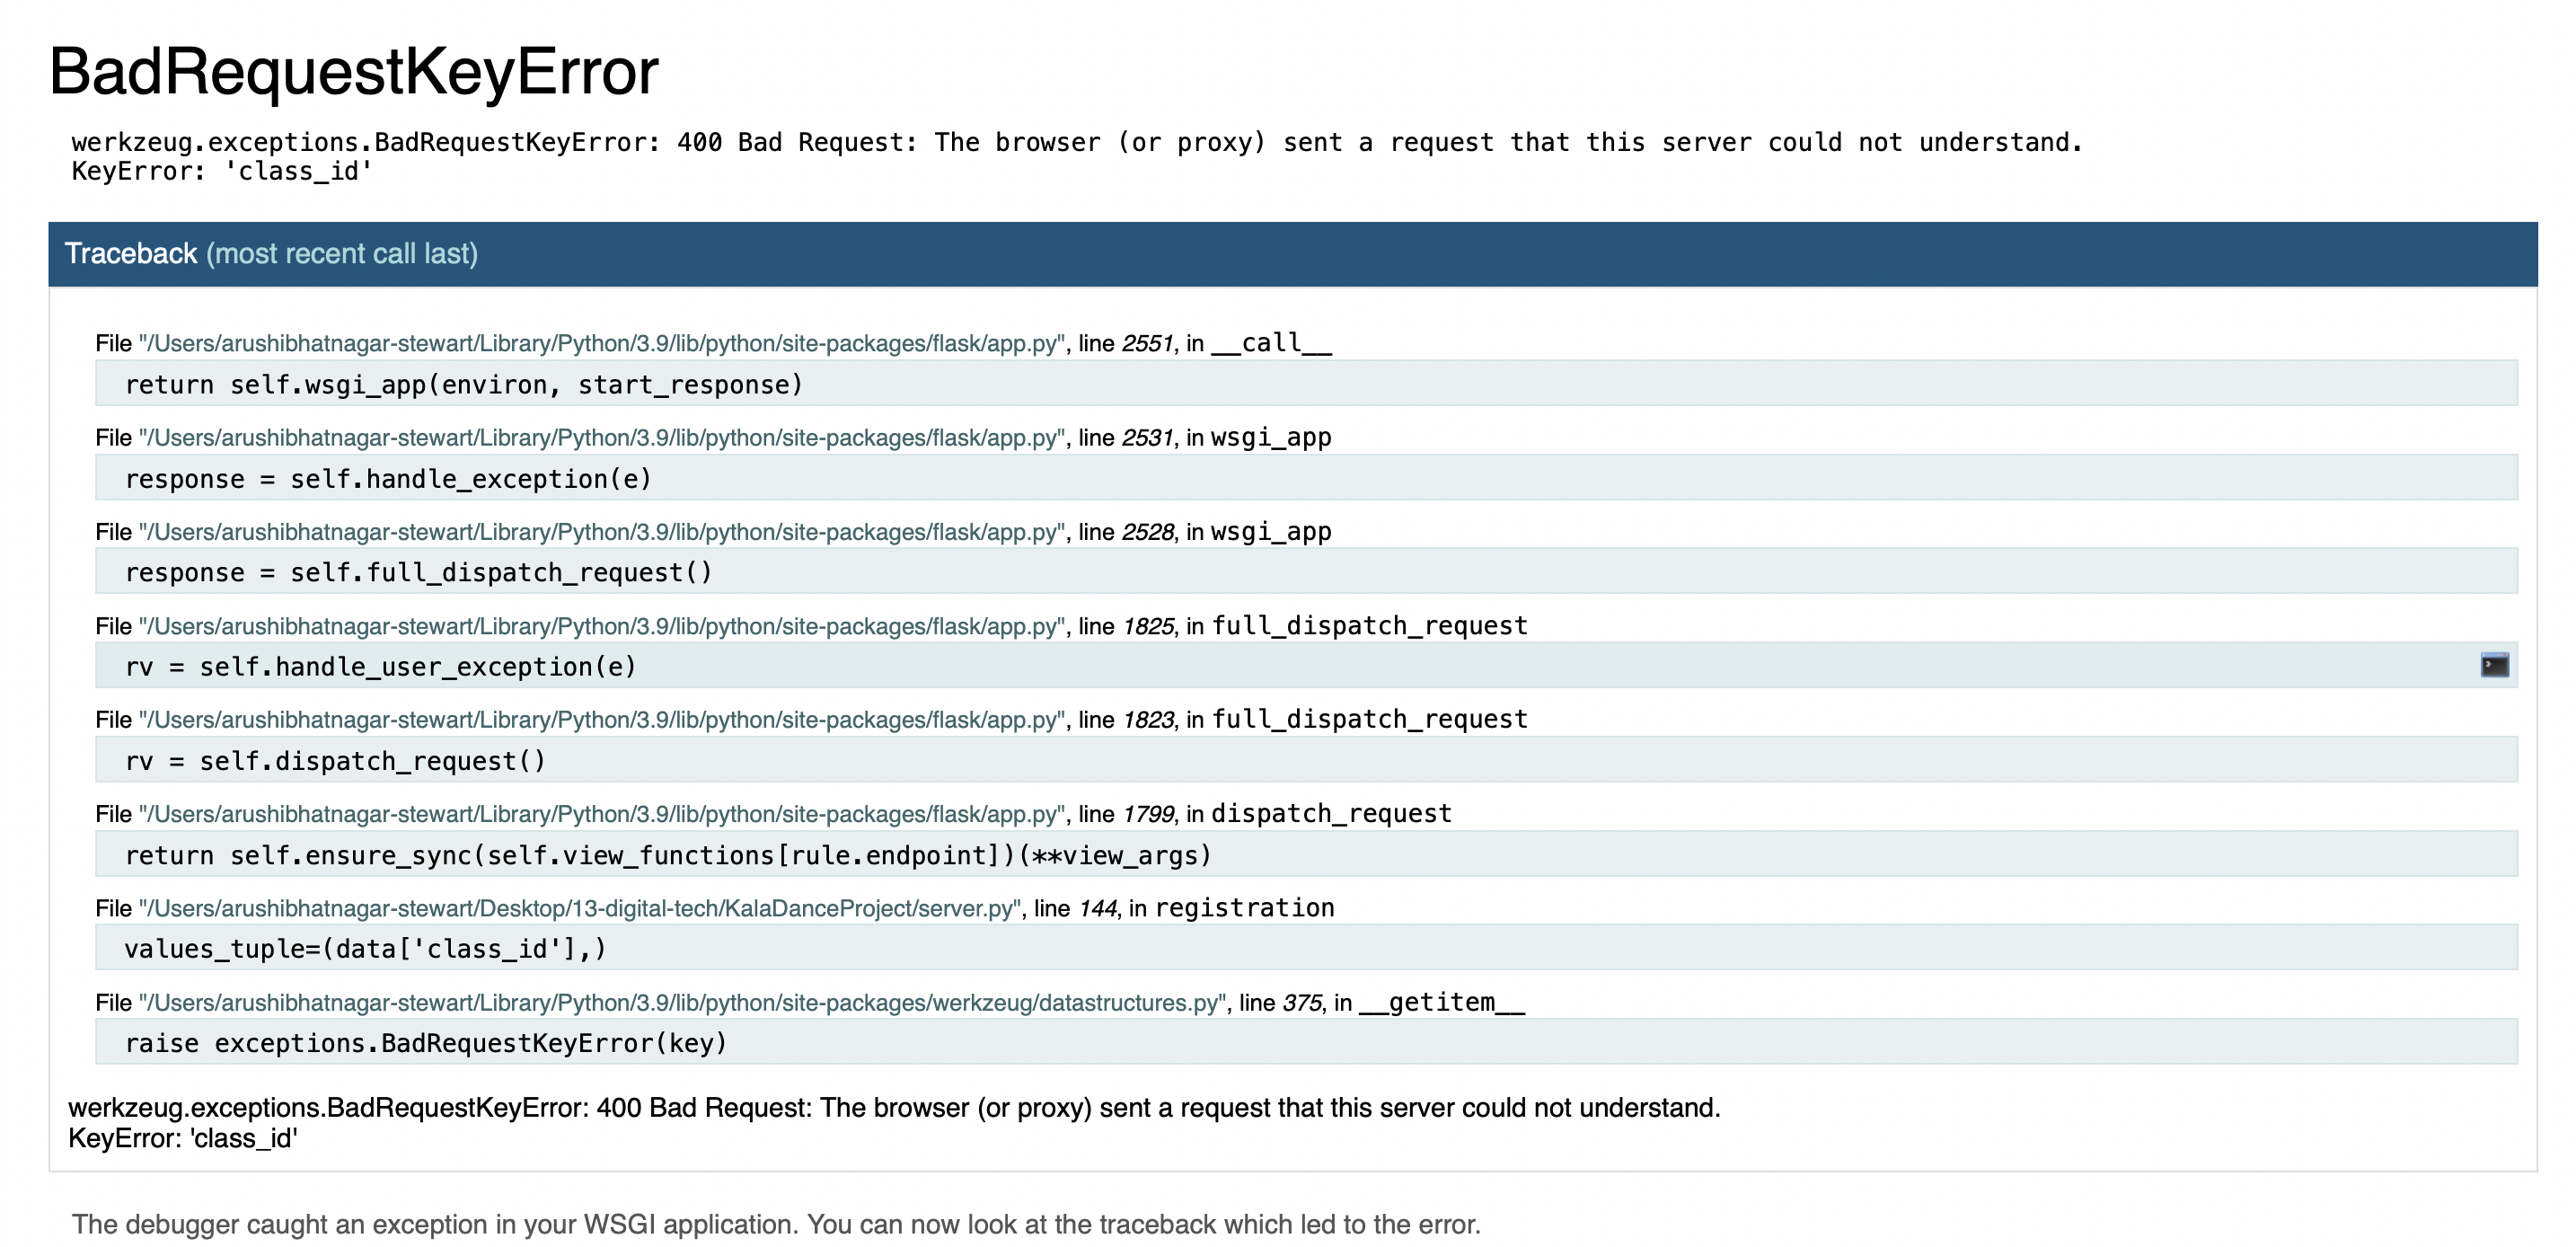 BadRequestKeyError
werkzeug.exceptions.BadRequestKeyError: 400 Bad Request: The browser (or proxy) sent a request that this server could not understand.
KeyError: 'class_id'
Traceback (most recent call last)
File "/Users/arushibhatnagar-stewart/Library/Python/3.9/lib/python/site-packages/flask/app.py", line 2551, in __call__
return self.wsgi_app(environ, start_response)
File "/Users/arushibhatnagar-stewart/Library/Python/3.9/lib/python/site-packages/flask/app.py", line 2531, in wsgi_app
response = self.handle_exception(e)
File "/Users/arushibhatnagar-stewart/Library/Python/3.9/lib/python/site-packages/flask/app.py", line 2528, in wsgi_app
response = self.full_dispatch_request()
File "/Users/arushibhatnagar-stewart/Library/Python/3.9/lib/python/site-packages/flask/app.py", line 1825, in full_dispatch_request
rv = self.handle_user_exception(e)
File "/Users/arushibhatnagar-stewart/Library/Python/3.9/lib/python/site-packages/flask/app.py", line 1823, in full_dispatch_request
rv = self.dispatch_request()
File "/Users/arushibhatnagar-stewart/Library/Python/3.9/lib/python/site-packages/flask/app.py", line 1799, in dispatch_request
return self.ensure_sync(self.view_functions[rule.endpoint])(**view_args)
File "/Users/arushibhatnagar-stewart/Desktop/13-digital-tech/KalaDanceProject/server.py", line 144, in registration
values_tuple=(data['class_id'],)
File "/Users/arushibhatnagar-stewart/Library/Python/3.9/lib/python/site-packages/werkzeug/datastructures.py", line 375, in __getitem__
raise exceptions.BadRequestKeyError(key)
werkzeug.exceptions.BadRequestKeyError: 400 Bad Request: The browser (or proxy) sent a request that this server could not understand.
KeyError: 'class_id'
The debugger caught an exception in your WSGI application. You can now look at the traceback which led to the error.